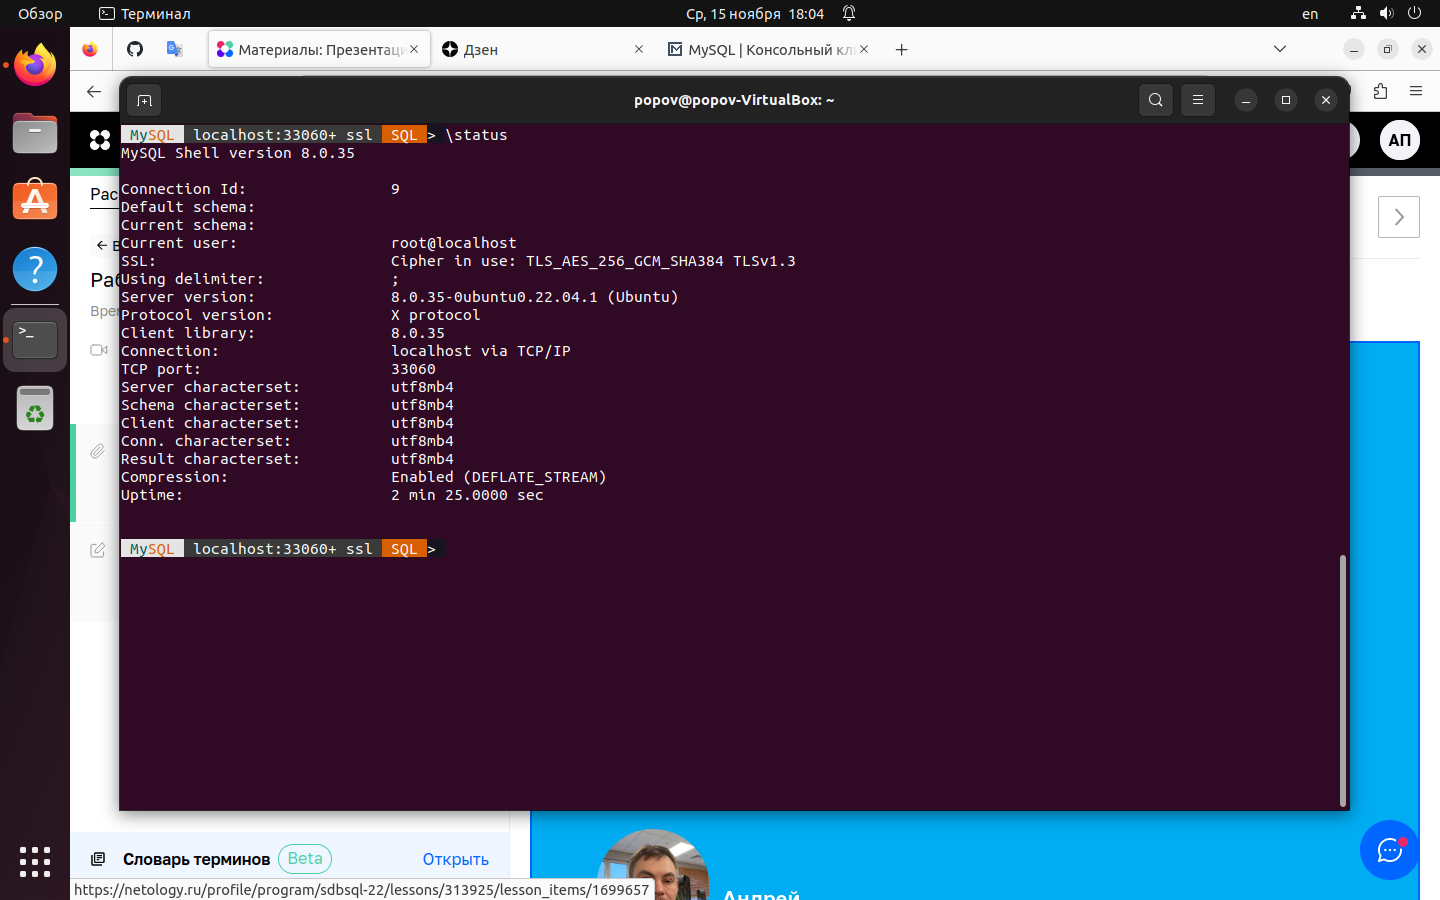 Обзор
Терминал
Ср, 15 ноября 18:04
en
Материалы: Презентаци
Дзен
MySQL | Консольный кли
popov@popov-VirtualBox: ~
MySQL localhost:33060+ ssl SQL > \status
MySQL Shell version 8.0.35
Connection Id: 9
Default schema:
Current schema:
Current user: root@localhost
SSL: Cipher in use: TLS_AES_256_GCM_SHA384 TLSv1.3
Using delimiter: ;
Server version: 8.0.35-0ubuntu0.22.04.1 (Ubuntu)
Protocol version: X protocol
Client library: 8.0.35
Connection: localhost via TCP/IP
TCP port: 33060
Server characterset: utf8mb4
Schema characterset: utf8mb4
Client characterset: utf8mb4
Conn. characterset: utf8mb4
Result characterset: utf8mb4
Compression: Enabled (DEFLATE_STREAM)
Uptime: 2 min 25.0000 sec
MySQL localhost:33060+ ssl SQL >
АП
Рас
Раб
Врем
Словарь терминов Beta Открыть
Андрей
https://netology.ru/profile/program/sdbsql-22/lessons/313925/lesson_items/1699657